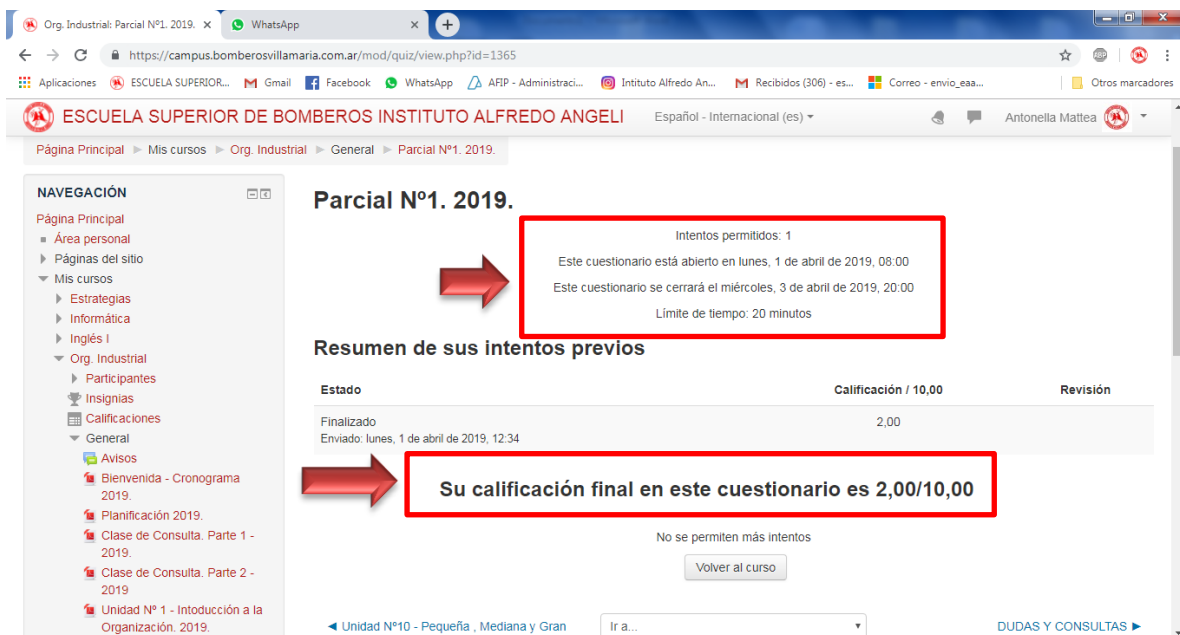 Org. Industrial: Parcial Nº1. 2019.
WhatsApp
https://campus.bomberosvillamaria.com.ar/mod/quiz/view.php?id=1365
ABP
Aplicaciones ESCUELA SUPERIOR... Gmail Facebook WhatsApp AFIP - Administraci... Intituto Alfredo An... Recibidos (306) - es... Correo - envio_eaa... Otros marcadores
ESCUELA SUPERIOR DE BOMBEROS INSTITUTO ALFREDO ANGELI Español - Internacional (es) Antonella Mattea
Página Principal Mis cursos Org. Industrial General Parcial Nº1. 2019.
NAVEGACIÓN
Página Principal
Área personal
Páginas del sitio
Mis cursos
Estrategias
Informática
Inglés I
Org. Industrial
Participantes
Insignias
Calificaciones
General
Avisos
Bienvenida - Cronograma
2019.
Planificación 2019.
Clase de Consulta. Parte 1 -
2019.
Clase de Consulta. Parte 2 -
2019
Unidad Nº 1 - Intoducción a la
Organización. 2019.
Parcial Nº1. 2019.
Intentos permitidos: 1
Este cuestionario está abierto en lunes, 1 de abril de 2019, 08:00
Este cuestionario se cerrará el miércoles, 3 de abril de 2019, 20:00
Límite de tiempo: 20 minutos
Resumen de sus intentos previos
Estado Calificación / 10,00 Revisión
Finalizado 2,00
Enviado: lunes, 1 de abril de 2019, 12:34
Su calificación final en este cuestionario es 2,00/10,00
No se permiten más intentos
Volver al curso
Unidad Nº10 - Pequeña , Mediana y Gran Ir a... DUDAS Y CONSULTAS